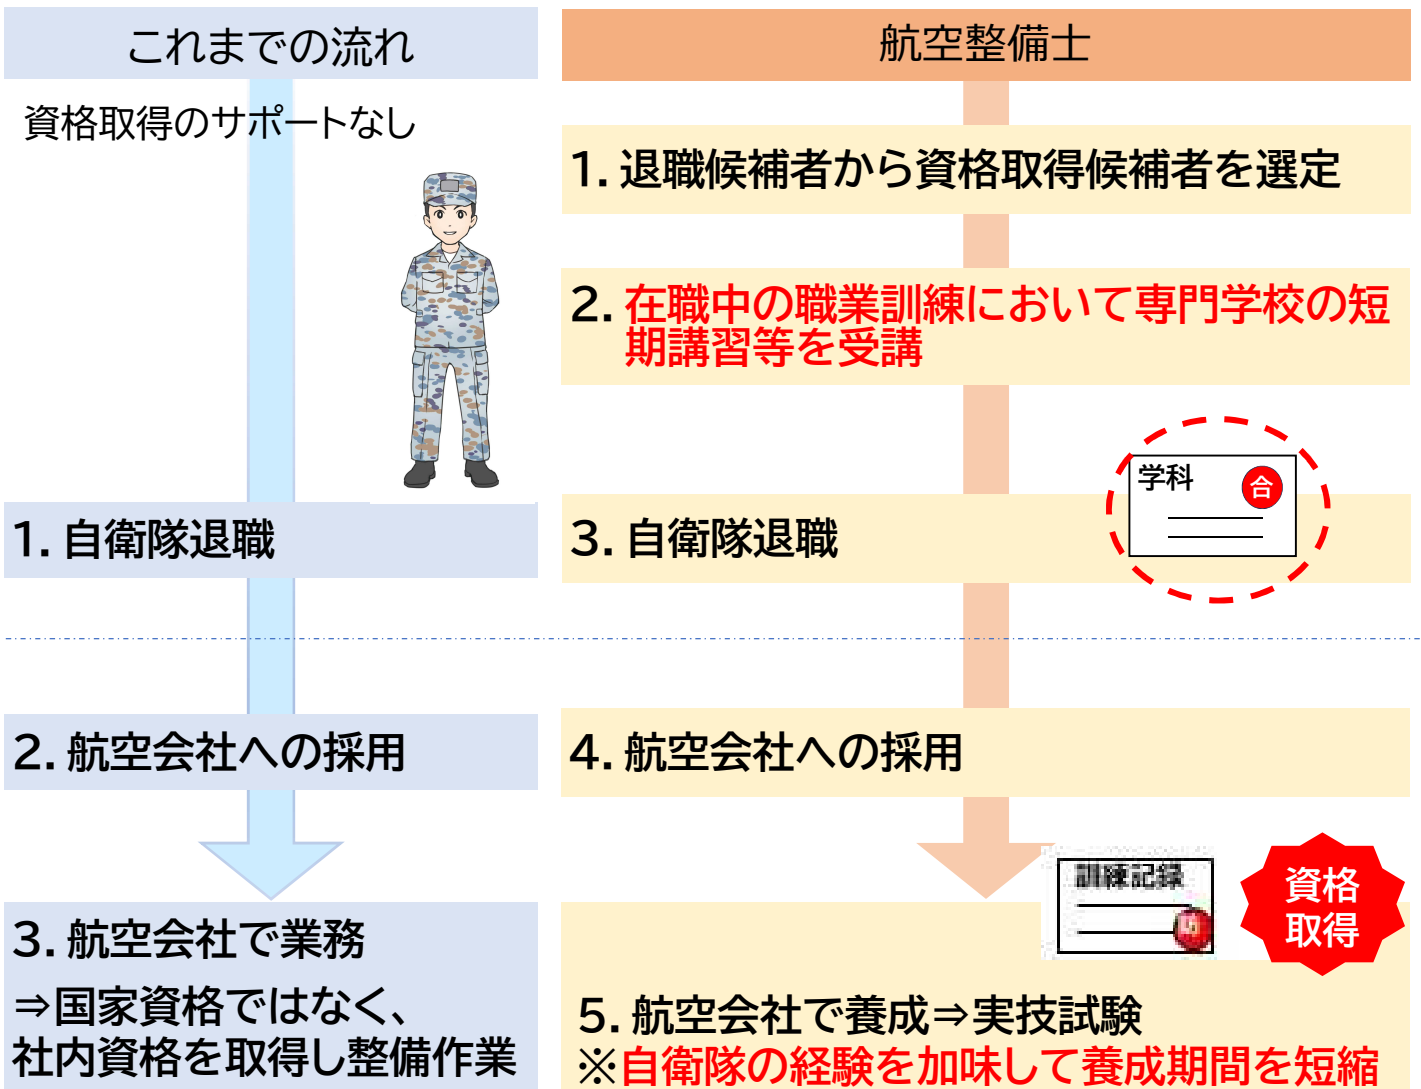 これまでの流れ
資格取得のサポートなし
1. 自衛隊退職
2. 航空会社への採用
3. 航空会社で業務
⇒国家資格ではなく、
社内資格を取得し整備作業
航空整備士
1. 退職候補者から資格取得候補者を選定
2. 在職中の職業訓練において専門学校の短
期講習等を受講
学科
合
3. 自衛隊退職
4. 航空会社への採用
訓練記録
資格
取得
5. 航空会社で養成⇒実技試験
※自衛隊の経験を加味して養成期間を短縮